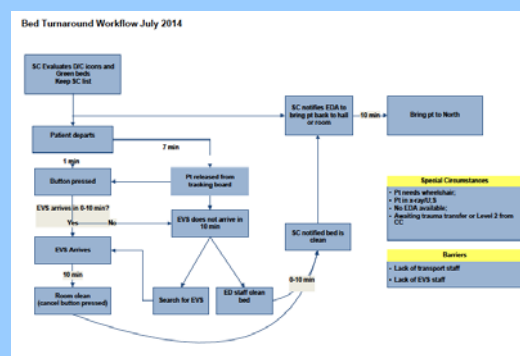 Bed Turnaround Workflow July 2014
SC Evaluates D/C icons and
Green beds
Keep SC list
SC notifies EDA to
bring pt back to hall
or room
10 min
Bring pt to North
Patient departs
7 min
1 min
Button pressed
Pt released from
tracking board
EVS arrives in 0-10 min?
Yes
No
EVS does not arrive in
10 min
SC notified bed is
clean
EVS Arrives
10 min
Room clean
(cancel button pressed)
Search for EVS
ED staff clean
bed
0-10 min
Special Circumstances
- Pt needs wheelchair;
- Pt in x-ray/U.S
- No EDA available;
- Awaiting trauma transfer or Level 2 from
CC
Barriers
- Lack of transport staff
- Lack of EVS staff